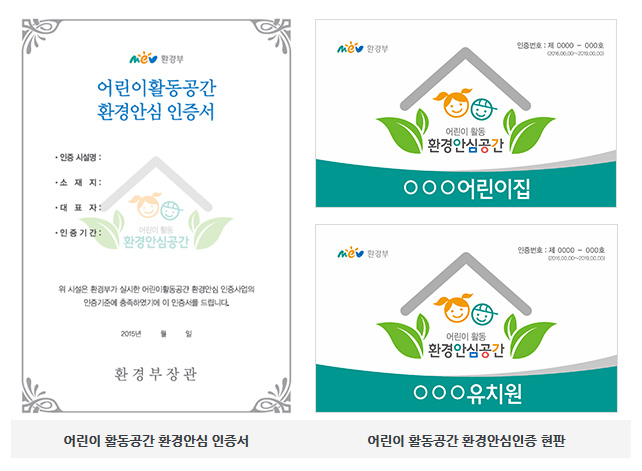 mev 환경부
어린이활동공간
환경안심 인증서
• 인증 시설명 :
• 소 재 지 :
• 대 표 자 :
• 인증기간 :
어린이 활동
환경안심공간
위 시설은 환경부가 실시한 어린이활동공간 환경안심 인증사업의
인증기준에 충족하였기에 이 인증서를 드립니다.
2015년 월 일
환경부장관
어린이 활동공간 환경안심 인증서
mev 환경부
인증번호 : 제 0000 - 000호
(2016.00.00~2019.00.00)
어린이 활동
환경안심공간
○○○어린이집
mev 환경부
인증번호 : 제 0000 - 000호
(2016.00.00~2019.00.00)
어린이 활동
환경안심공간
○○○유치원
어린이 활동공간 환경안심인증 현판